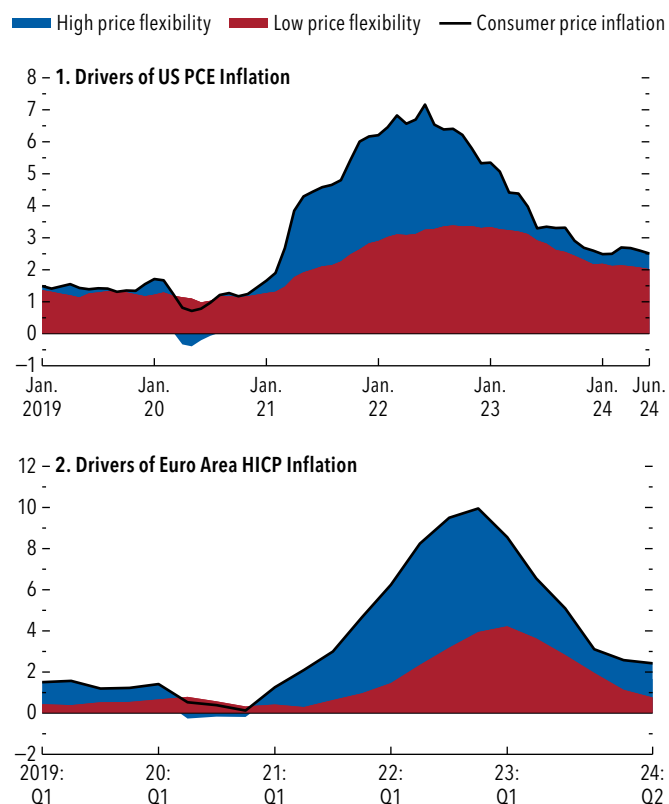 High price flexibility Low price flexibility Consumer price inflation
1. Drivers of US PCE Inflation
8
7
6
5
4
3
2
1
0
–1
Jan. Jan. Jan. Jan. Jan. Jan. Jun.
2019 20 21 22 23 24 24
2. Drivers of Euro Area HICP Inflation
12
10
8
6
4
2
0
–2
2019: 20: 21: 22: 23: 24:
Q1 Q1 Q1 Q1 Q1 Q2